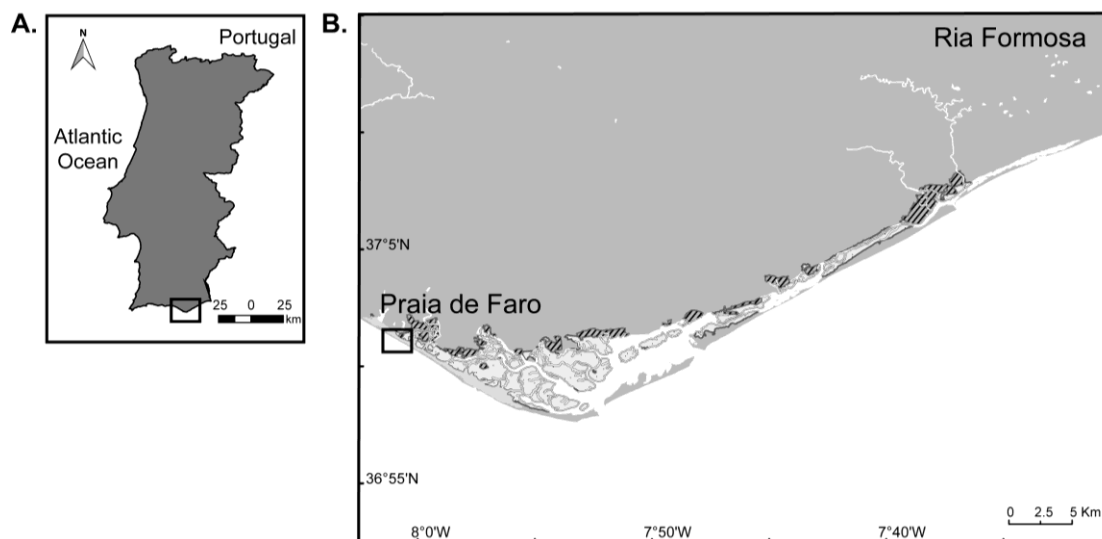 A.
N
Portugal
Atlantic
Ocean
25 0 25
km
B.
Ria Formosa
37°5'N
Praia de Faro
36°55'N
8°0'W 7°50'W 7°40'W
0 2.5 5 Km